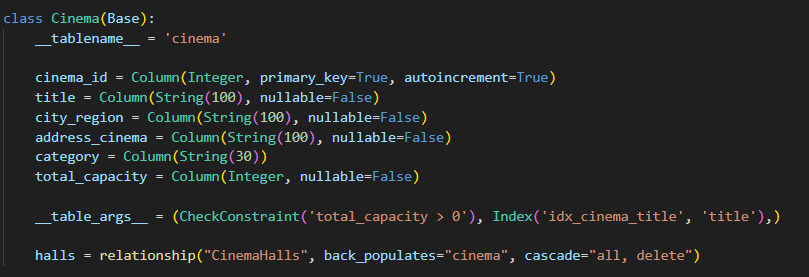 class Cinema(Base):
    __tablename__ = 'cinema'
    cinema_id = Column(Integer, primary_key=True, autoincrement=True)
    title = Column(String(100), nullable=False)
    city_region = Column(String(100), nullable=False)
    address_cinema = Column(String(100), nullable=False)
    category = Column(String(30))
    total_capacity = Column(Integer, nullable=False)
    __table_args__ = (CheckConstraint('total_capacity > 0'), Index('idx_cinema_title', 'title'),)
    halls = relationship("CinemaHalls", back_populates="cinema", cascade="all, delete")